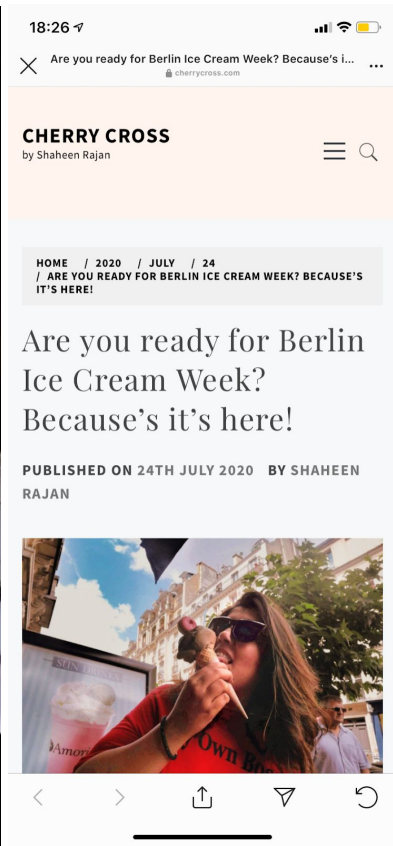 18:26
Are you ready for Berlin Ice Cream Week? Because's i...
cherrycross.com
CHERRY CROSS
by Shaheen Rajan
HOME / 2020 / JULY / 24
/ ARE YOU READY FOR BERLIN ICE CREAM WEEK? BECAUSE'S
IT'S HERE!
Are you ready for Berlin
Ice Cream Week?
Because's it's here!
PUBLISHED ON 24TH JULY 2020 BY SHAHEEN
RAJAN
Amor
Own Bos